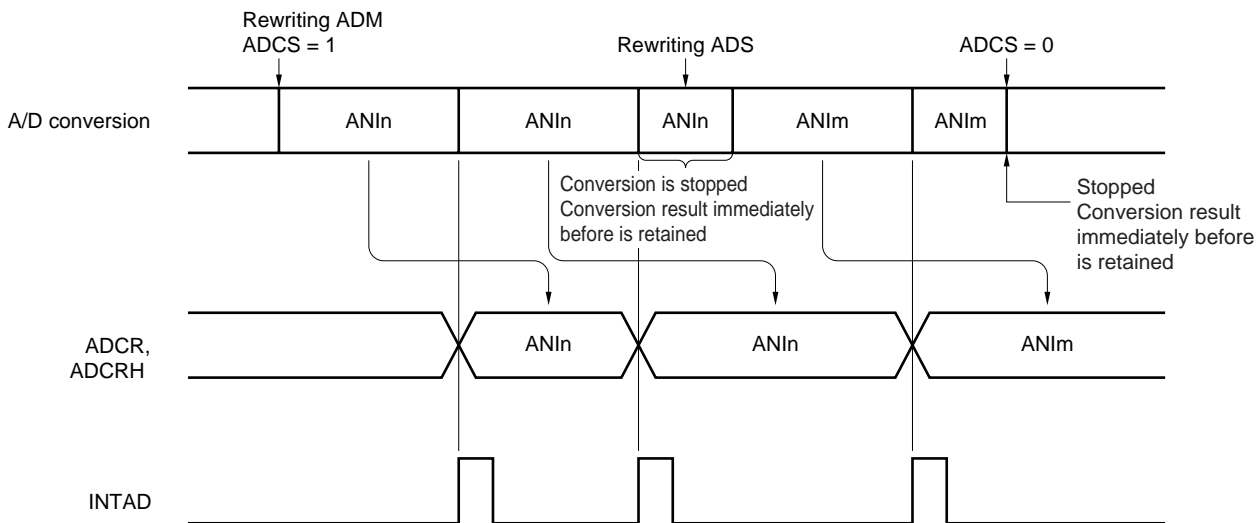 Rewriting ADM
ADCS = 1
Rewriting ADS
ADCS = 0
A/D conversion
ANIn
ANIn
ANIn
ANIm
ANIm
Conversion is stopped
Conversion result immediately
before is retained
Stopped
Conversion result
immediately before
is retained
ADCR,
ADCRH
ANIn
ANIn
ANIm
INTAD